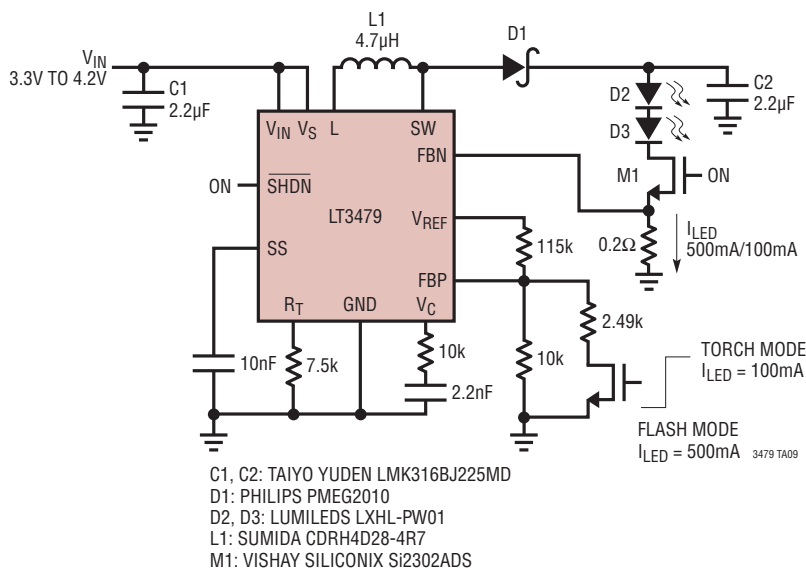 L1
4.7µH
D1
VIN
3.3V TO 4.2V
C1
2.2µF
C2
2.2µF
D2
D3
VIN
VS
L
SW
FBN
M1
ON
ON
SHDN
LT3479
VREF
115k
0.2Ω
ILED
500mA/100mA
SS
FBP
2.49k
RT
GND
VC
10nF
7.5k
10k
2.2nF
10k
TORCH MODE
ILED = 100mA
FLASH MODE
ILED = 500mA
3479 TA09
C1, C2: TAIYO YUDEN LMK316BJ225MD
D1: PHILIPS PMEG2010
D2, D3: LUMILEDS LXHL-PW01
L1: SUMIDA CDRH4D28-4R7
M1: VISHAY SILICONIX Si2302ADS